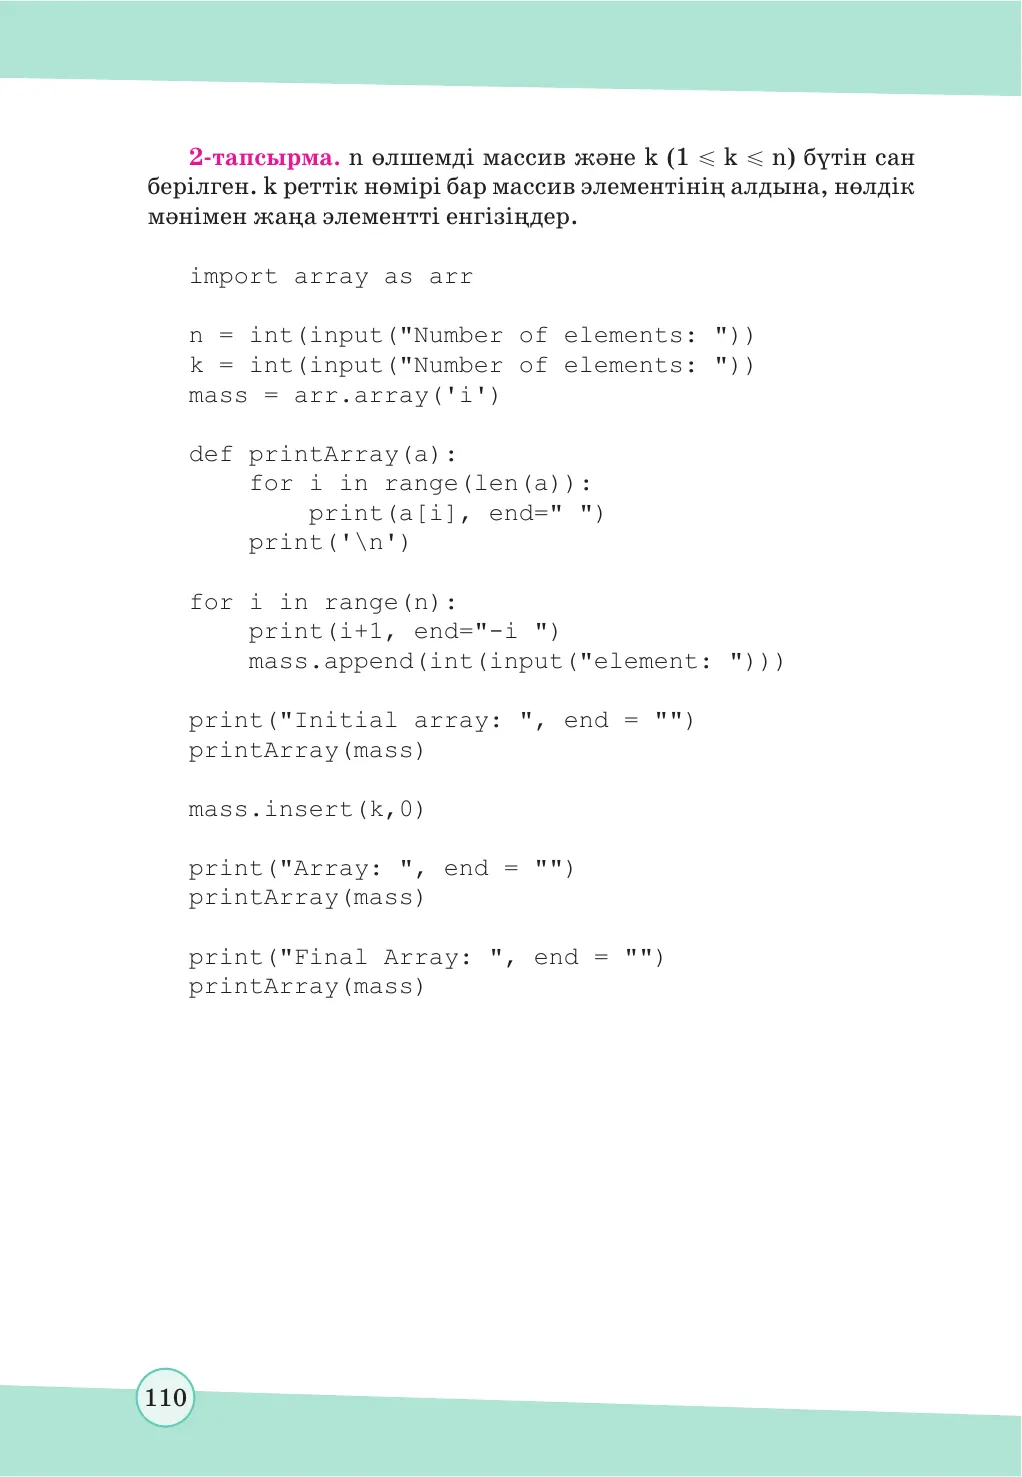 2-тапсырма. n өлшемді массив және k (1 ⩽ k ⩽ n) бүтін сан
берілген. k реттік нөмірі бар массив элементінің алдына, нөлдік
мәнімен жаңа элементті енгізіңдер.
import array as arr
n = int(input("Number of elements: "))
k = int(input("Number of elements: "))
mass = arr.array('i')
def printArray(a):
    for i in range(len(a)):
        print(a[i], end=" ")
    print('\n')
for i in range(n):
    print(i+1, end="-i ")
    mass.append(int(input("element: ")))
print("Initial array: ", end = "")
printArray(mass)
mass.insert(k,0)
print("Array: ", end = "")
printArray(mass)
print("Final Array: ", end = "")
printArray(mass)
110